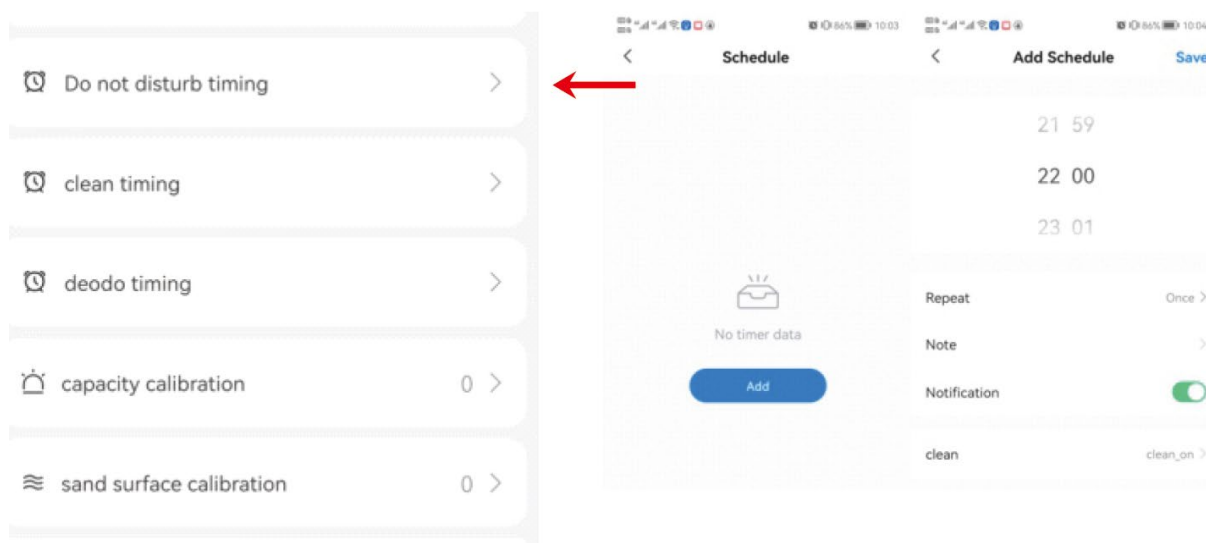 Do not disturb timing
clean timing
deodo timing
capacity calibration 0
sand surface calibration 0
86% 10:03
Schedule
No timer data
Add
86% 10:04
Add Schedule Save
21 59
22 00
23 01
Repeat Once
Note
Notification
clean clean_on